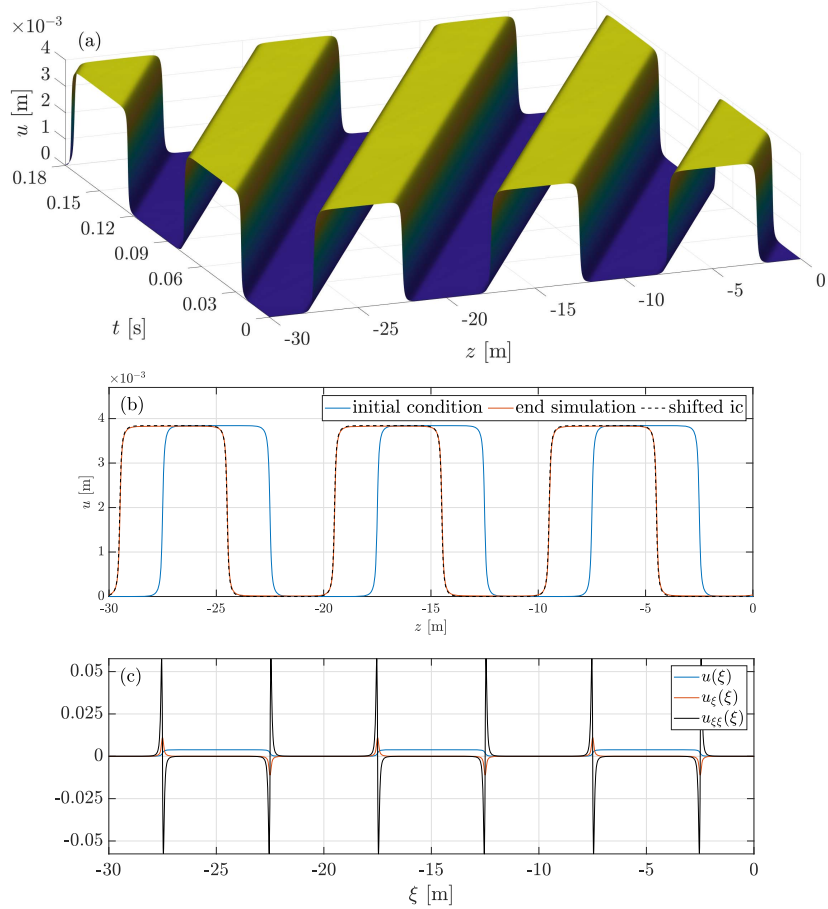 ×10⁻³
(a)
4
3
2
1
0
u [m]
0.18
0.15
0.12
0.09
0.06
0.03
0
t [s]
-30
-25
-20
-15
-10
-5
0
z [m]
×10⁻³
(b)
initial condition end simulation shifted ic
4
3
2
1
0
u [m]
-30 -25 -20 -15 -10 -5 0
z [m]
(c)
u(ξ)
u_ξ(ξ)
u_ξξ(ξ)
0.05
0.025
0
-0.025
-0.05
-30 -25 -20 -15 -10 -5 0
ξ [m]